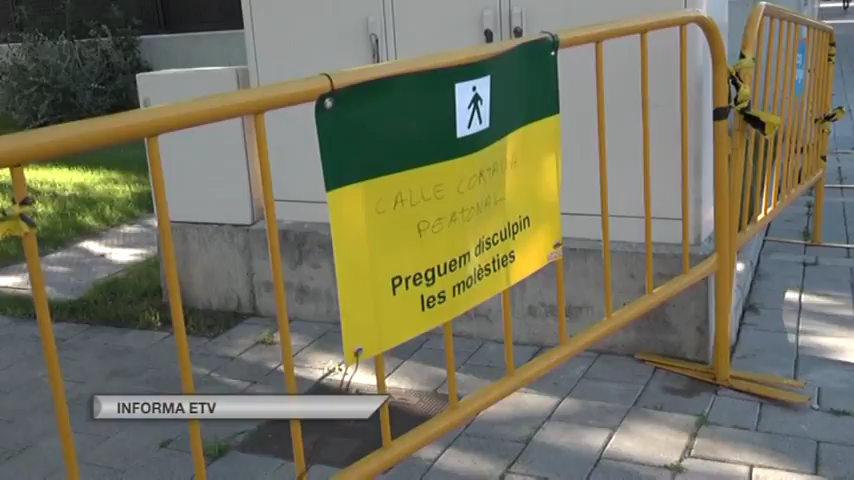 CALLE CORTADA
PEATONAL
Preguem disculpin
les molèsties
INFORMA ETV